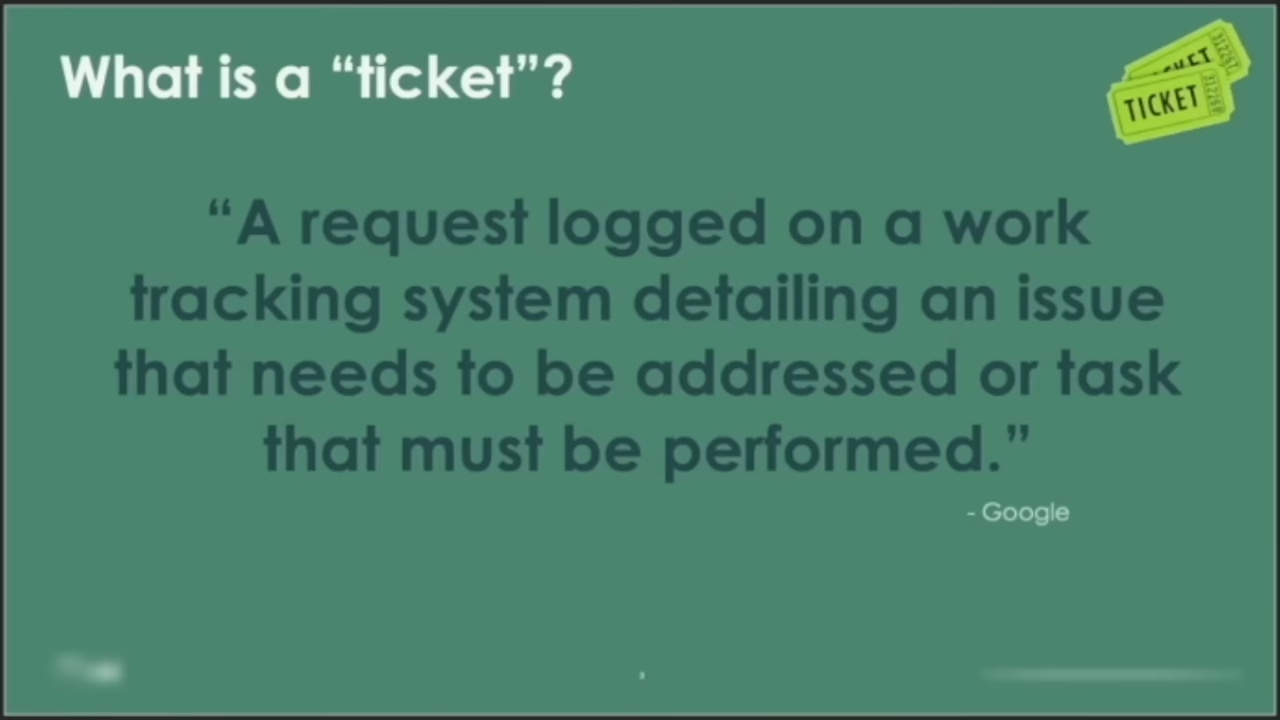 What is a “ticket”?
TICKET
“A request logged on a work
tracking system detailing an issue
that needs to be addressed or task
that must be performed.”
- Google